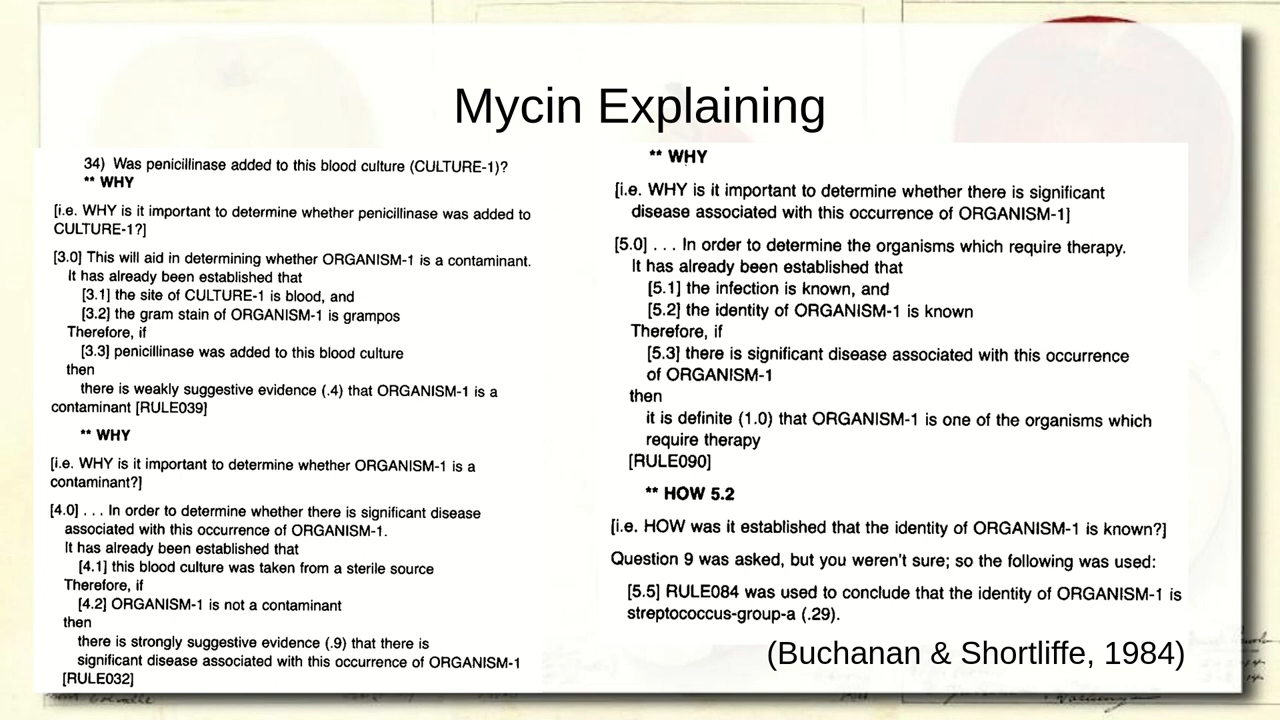 Mycin Explaining
34) Was penicillinase added to this blood culture (CULTURE-1)?
** WHY
[i.e. WHY is it important to determine whether penicillinase was added to
CULTURE-1?]
[3.0] This will aid in determining whether ORGANISM-1 is a contaminant.
It has already been established that
[3.1] the site of CULTURE-1 is blood, and
[3.2] the gram stain of ORGANISM-1 is grampos
Therefore, if
[3.3] penicillinase was added to this blood culture
then
there is weakly suggestive evidence (.4) that ORGANISM-1 is a
contaminant [RULE039]
** WHY
[i.e. WHY is it important to determine whether ORGANISM-1 is a
contaminant?]
[4.0] . . . In order to determine whether there is significant disease
associated with this occurrence of ORGANISM-1.
It has already been established that
[4.1] this blood culture was taken from a sterile source
Therefore, if
[4.2] ORGANISM-1 is not a contaminant
then
there is strongly suggestive evidence (.9) that there is
significant disease associated with this occurrence of ORGANISM-1
[RULE032]
** WHY
[i.e. WHY is it important to determine whether there is significant
disease associated with this occurrence of ORGANISM-1]
[5.0] . . . In order to determine the organisms which require therapy.
It has already been established that
[5.1] the infection is known, and
[5.2] the identity of ORGANISM-1 is known
Therefore, if
[5.3] there is significant disease associated with this occurrence
of ORGANISM-1
then
it is definite (1.0) that ORGANISM-1 is one of the organisms which
require therapy
[RULE090]
** HOW 5.2
[i.e. HOW was it established that the identity of ORGANISM-1 is known?]
Question 9 was asked, but you weren't sure; so the following was used:
[5.5] RULE084 was used to conclude that the identity of ORGANISM-1 is
streptococcus-group-a (.29).
(Buchanan & Shortliffe, 1984)